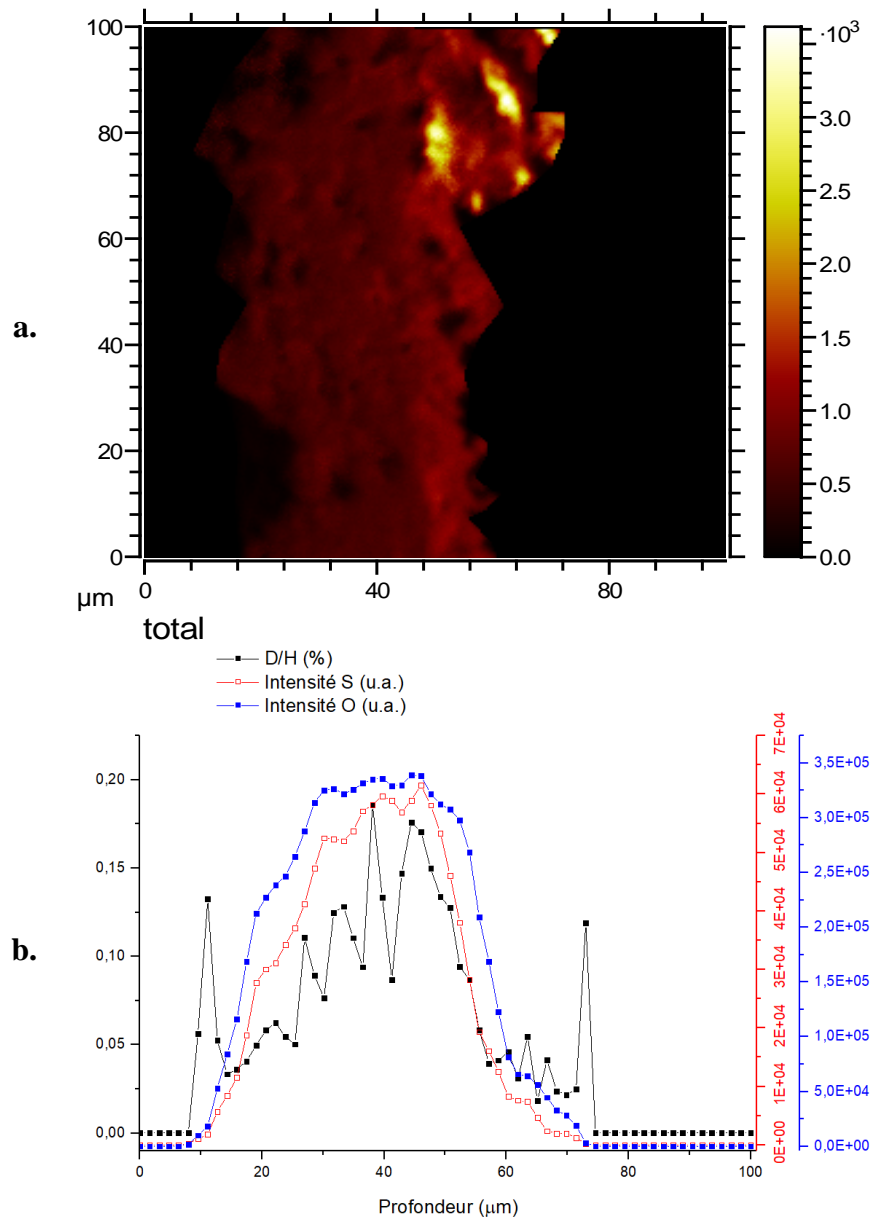 a.
100
80
60
40
20
0
0 40 80
µm
total
·10³
3.5
3.0
2.5
2.0
1.5
1.0
0.5
0.0
D/H (%)
Intensité S (u.a.)
Intensité O (u.a.)
b.
0,20
0,15
0,10
0,05
0,00
0 20 40 60 80 100
Profondeur (µm)
7E+04
6E+04
5E+04
4E+04
3E+04
2E+04
1E+04
0E+00
3,5E+05
3,0E+05
2,5E+05
2,0E+05
1,5E+05
1,0E+05
5,0E+04
0,0E+00